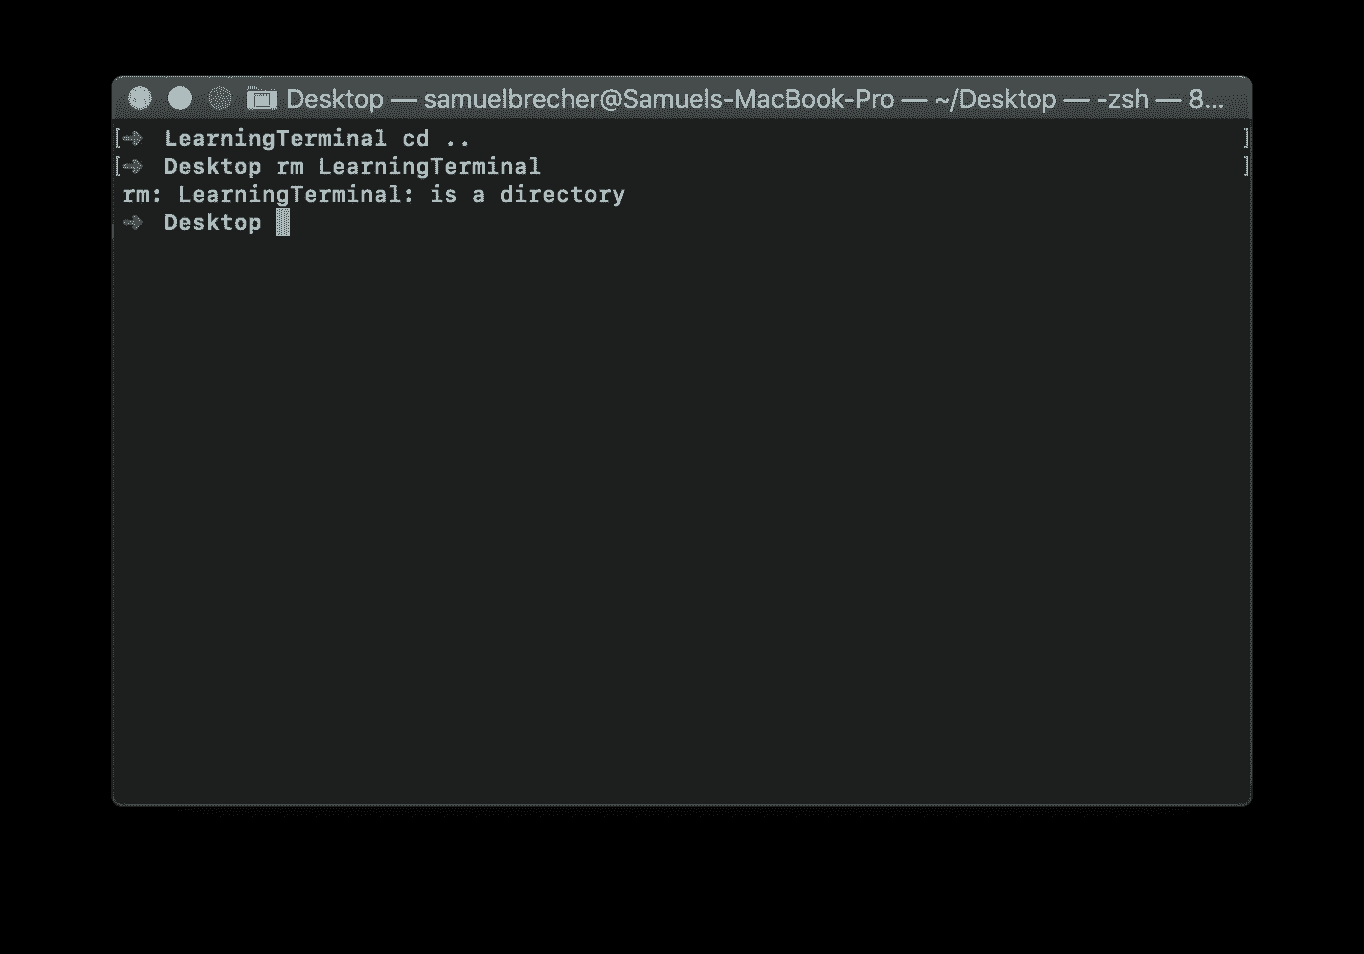 Desktop — samuelbrecher@Samuels-MacBook-Pro — ~/Desktop — -zsh — 8...
[➜ LearningTerminal cd .. ]
[➜ Desktop rm LearningTerminal ]
rm: LearningTerminal: is a directory
➜ Desktop